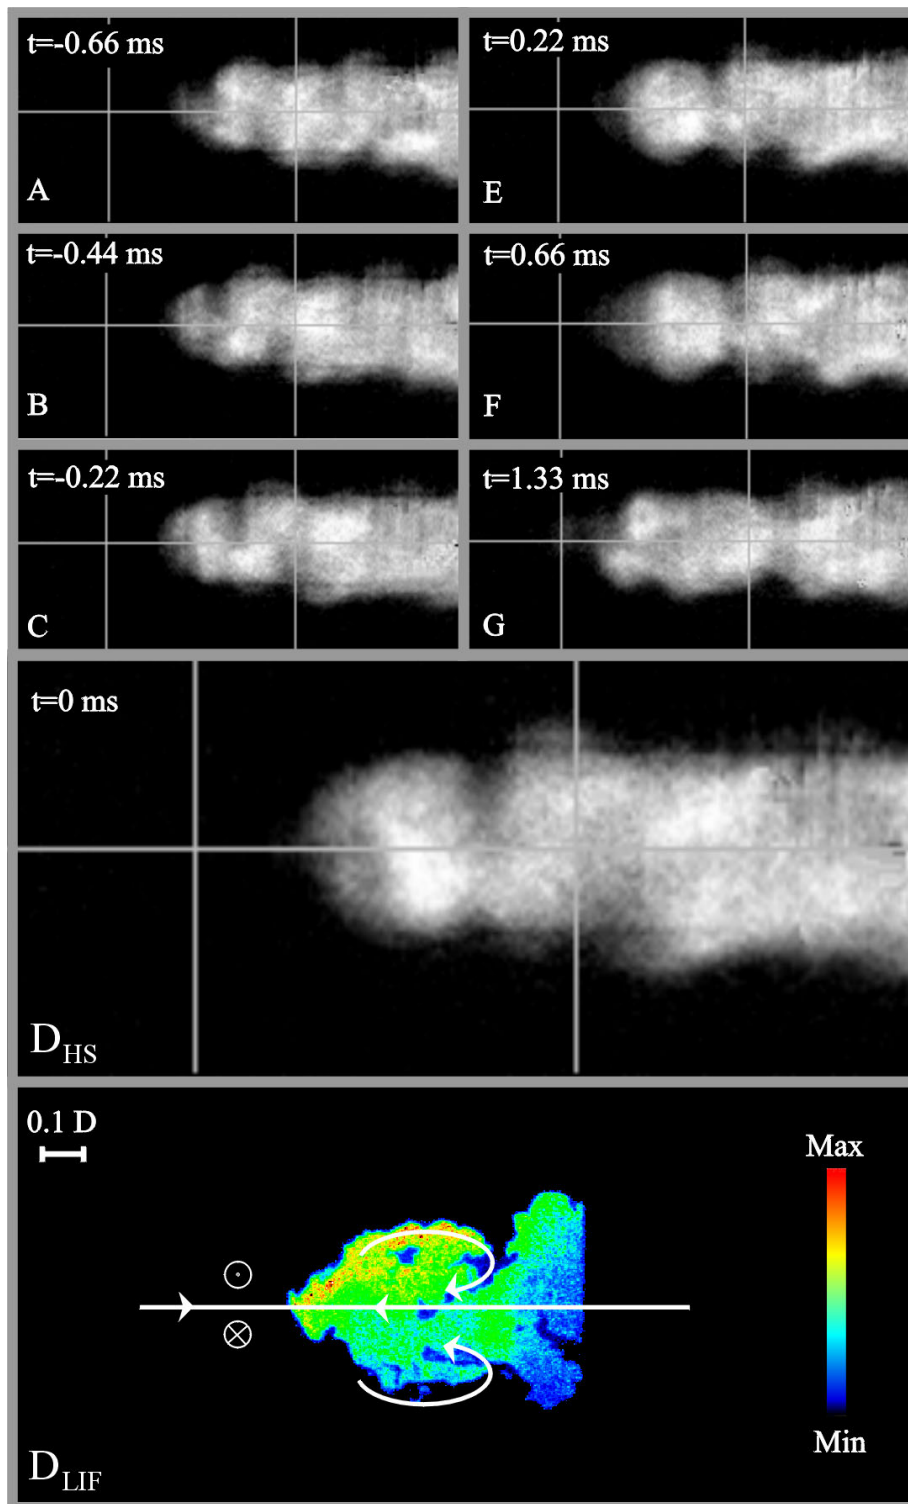 t=-0.66 ms
A
t=-0.44 ms
B
t=-0.22 ms
C
t=0.22 ms
E
t=0.66 ms
F
t=1.33 ms
G
t=0 ms
D_HS
0.1 D
Max
Min
D_LIF